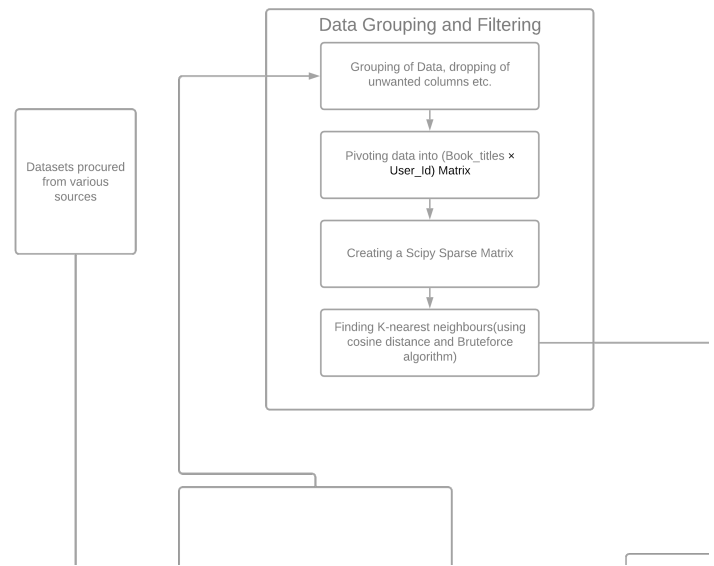 Data Grouping and Filtering
Grouping of Data, dropping of
unwanted columns etc.
Pivoting data into (Book_titles ×
User_Id) Matrix
Creating a Scipy Sparse Matrix
Finding K-nearest neighbours(using
cosine distance and Bruteforce
algorithm)
Datasets procured
from various
sources